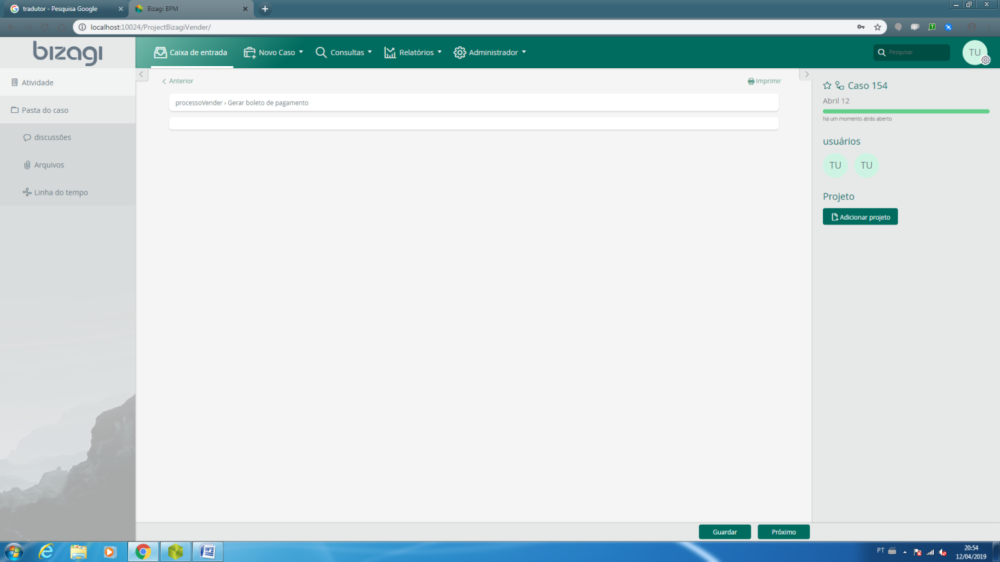 tradutor - Pesquisa Google
Bizagi BPM
localhost:10024/ProjectBizagiVender/
bizagi
Caixa de entrada
Novo Caso
Consultas
Relatórios
Administrador
Pesquisar
TU
Atividade
Pasta do caso
discussões
Arquivos
Linha do tempo
Anterior
Imprimir
processoVender › Gerar boleto de pagamento
Caso 154
Abril 12
há um momento atrás aberto
usuários
TU TU
Projeto
Adicionar projeto
Guardar
Próximo
PT
20:54
12/04/2019